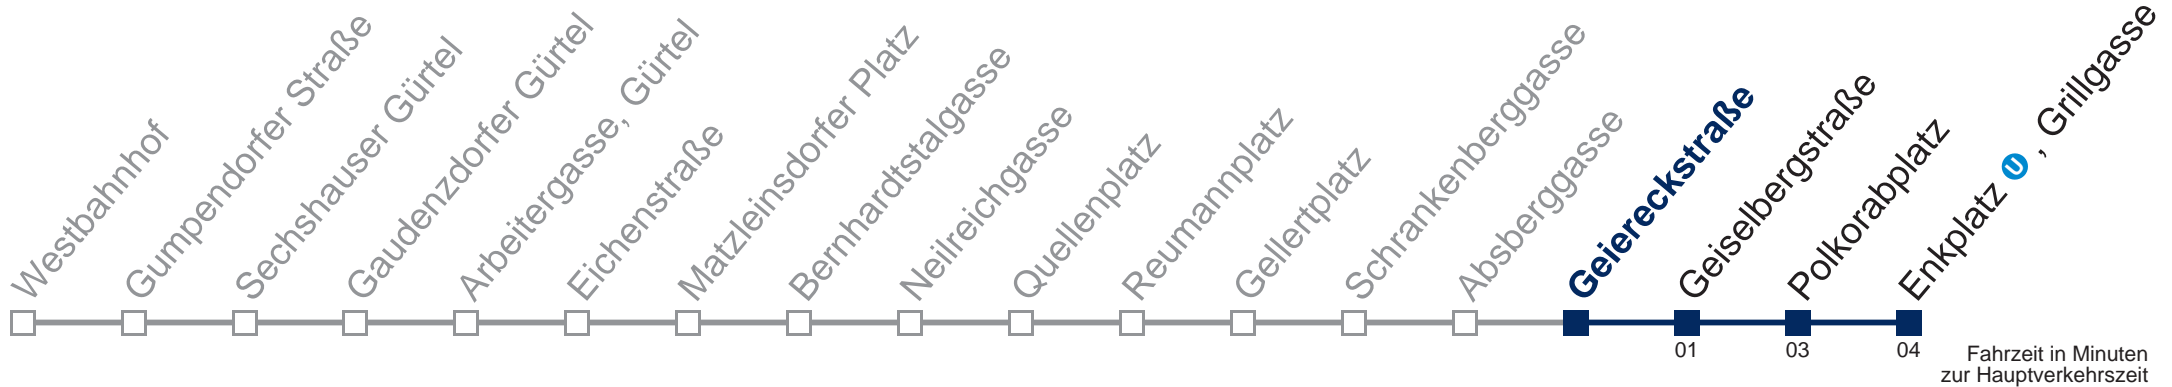 Westbahnhof
Gumpendorfer Straße
Sechshauser Gürtel
Gaudenzdorfer Gürtel
Arbeitergasse, Gürtel
Eichenstraße
Matzleinsdorfer Platz
Bernhardtstalgasse
Neilreichgasse
Quellenplatz
Reumannplatz
Gellertplatz
Schrankenberggasse
Absberggasse
Geiereckstraße
Geiselbergstraße
Polkorabplatz
Enkplatz U , Grillgasse
01
03
04
Fahrzeit in Minuten
zur Hauptverkehrszeit